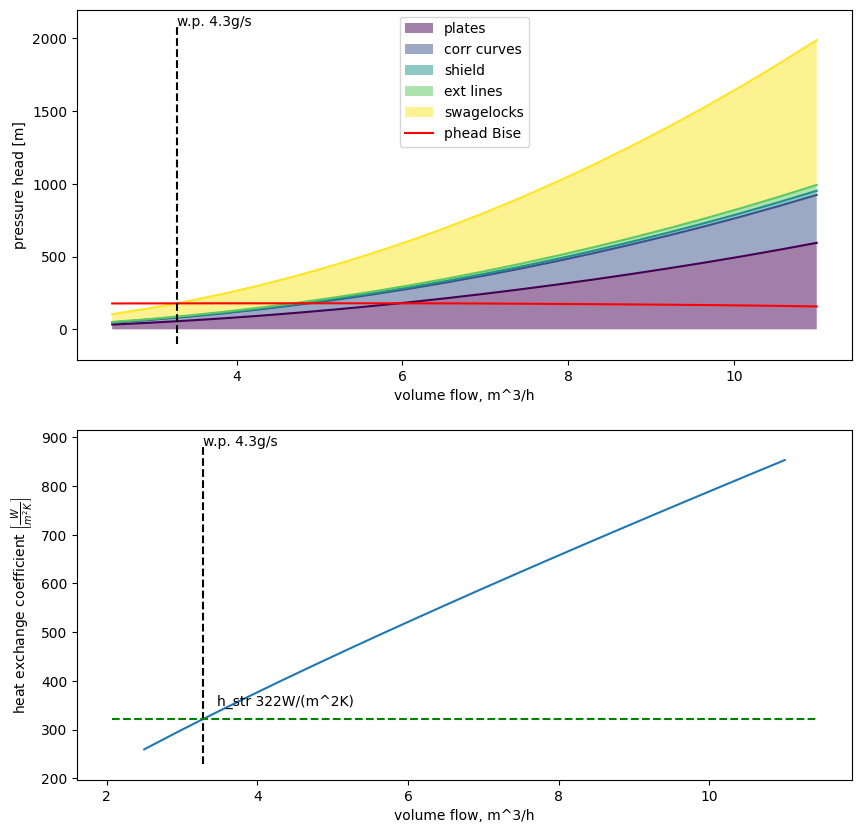 w.p. 4.3g/s
plates
corr curves
shield
ext lines
swagelocks
phead Bise
pressure head [m]
2000
1500
1000
500
0
4 6 8 10
volume flow, m^3/h
w.p. 4.3g/s
heat exchange coefficient [W/m²K]
900
800
700
600
500
400
300
200
h_str 322W/(m^2K)
2 4 6 8 10
volume flow, m^3/h